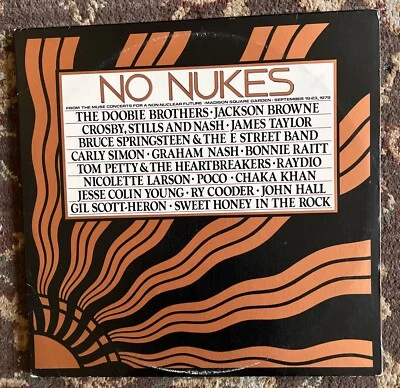 NO NUKES
FROM THE MUSE CONCERTS FOR A NON-NUCLEAR FUTURE · MADISON SQUARE GARDEN · SEPTEMBER 19-23, 1979
THE DOOBIE BROTHERS · JACKSON BROWNE
CROSBY, STILLS AND NASH · JAMES TAYLOR
BRUCE SPRINGSTEEN & THE E STREET BAND
CARLY SIMON · GRAHAM NASH · BONNIE RAITT
TOM PETTY & THE HEARTBREAKERS · RAYDIO
NICOLETTE LARSON · POCO · CHAKA KHAN
JESSE COLIN YOUNG · RY COODER · JOHN HALL
GIL SCOTT-HERON · SWEET HONEY IN THE ROCK